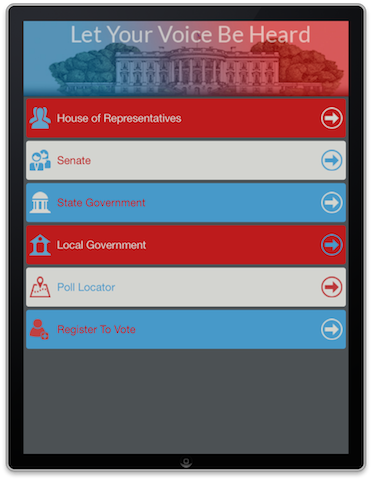 Let Your Voice Be Heard
House of Representatives
Senate
State Government
Local Government
Poll Locator
Register To Vote